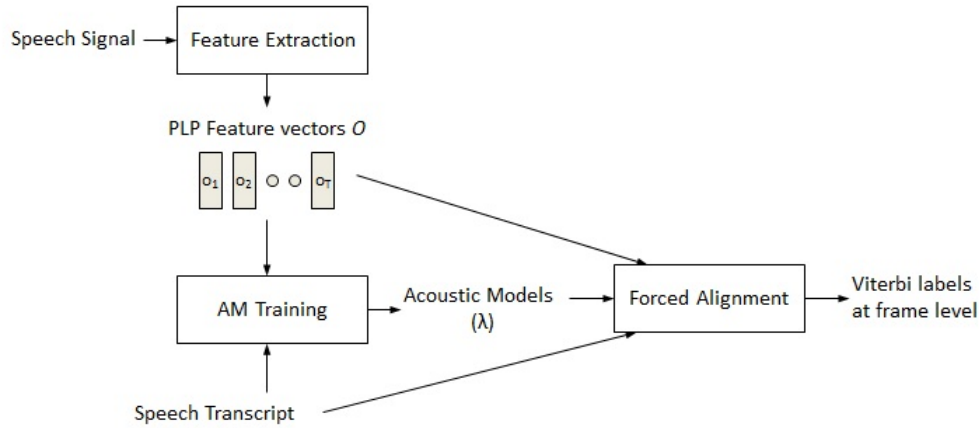 Speech Signal
Feature Extraction
PLP Feature vectors O
o1 o2 oT
AM Training
Acoustic Models
(λ)
Forced Alignment
Viterbi labels
at frame level
Speech Transcript